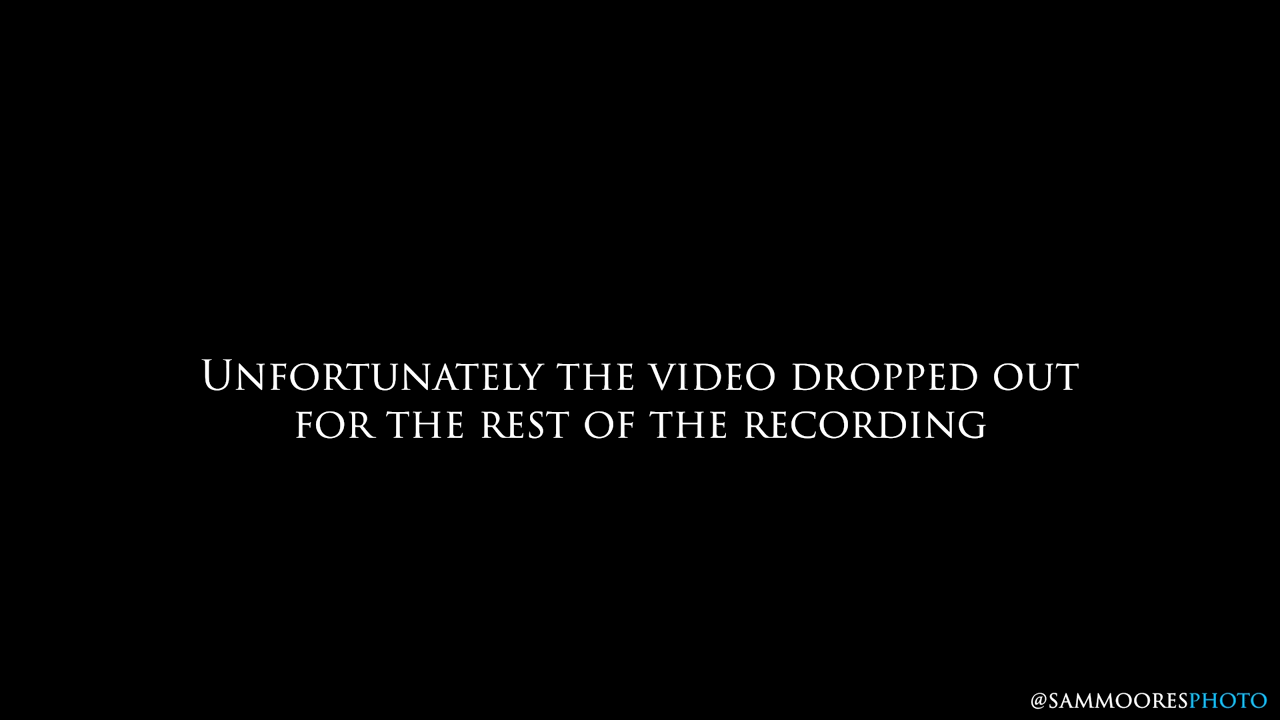 Unfortunately the video dropped out
for the rest of the recording
@SAMMOORESPHOTO